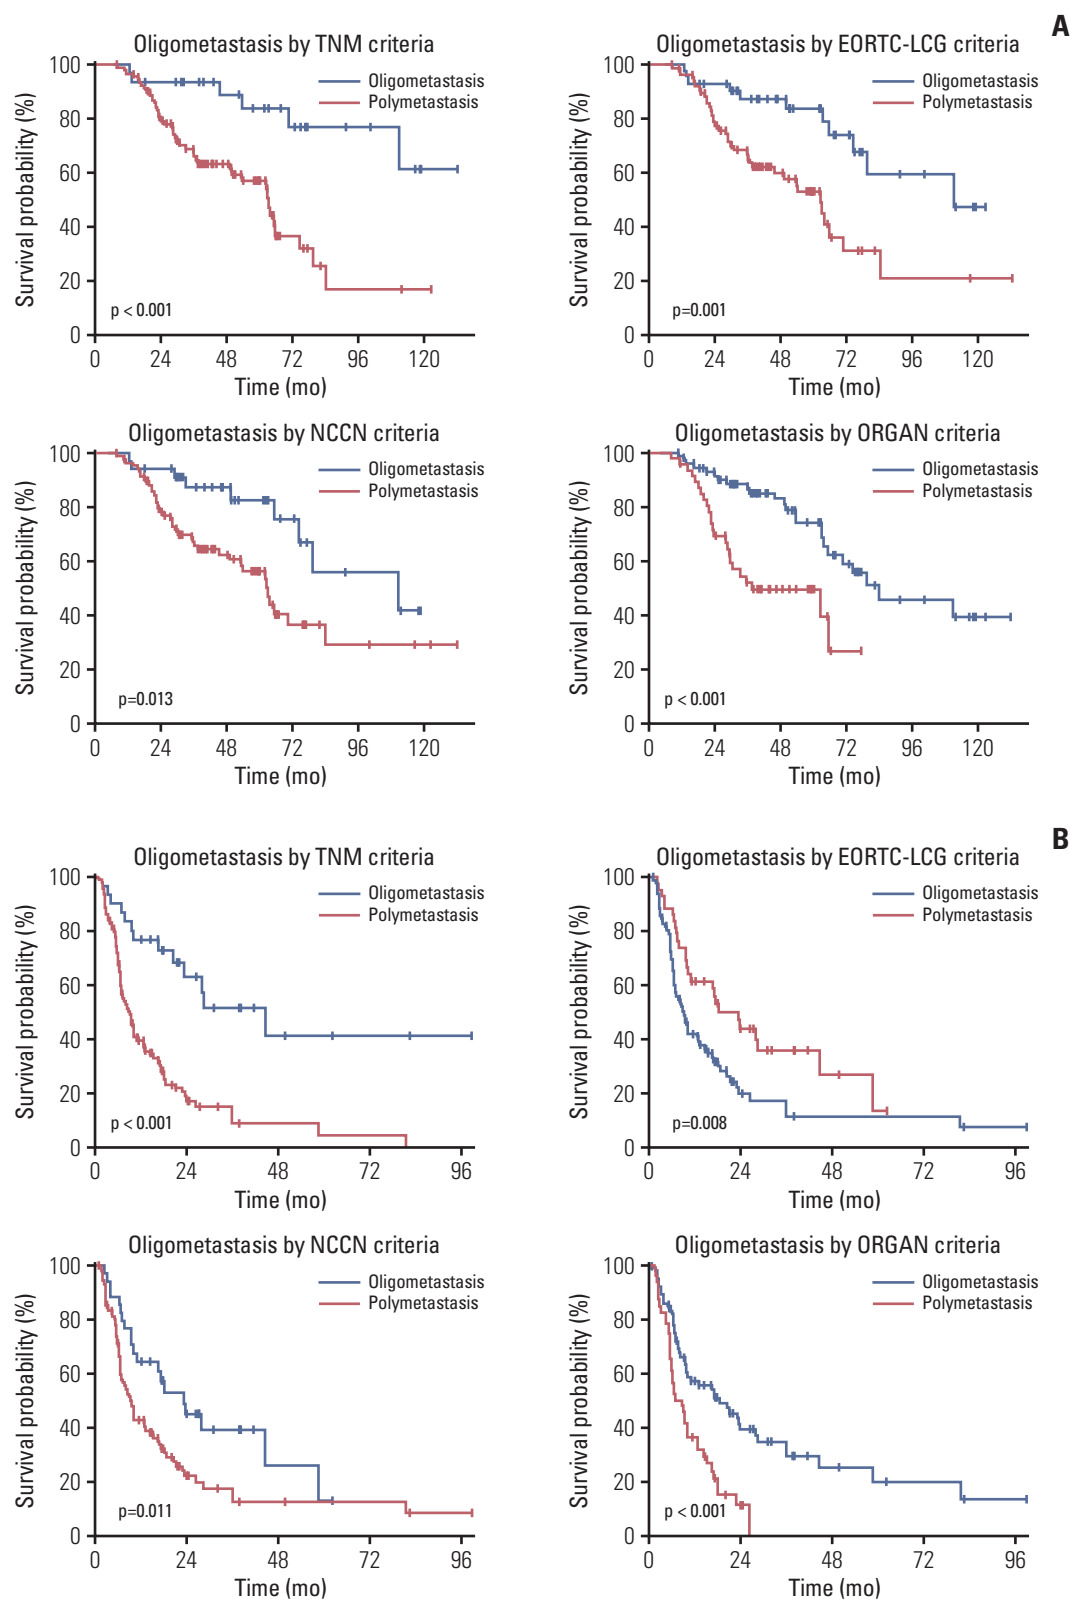 A
Oligometastasis by TNM criteria
Oligometastasis
Polymetastasis
Survival probability (%)
100
80
60
40
20
0
p < 0.001
0 24 48 72 96 120
Time (mo)
Oligometastasis by EORTC-LCG criteria
Oligometastasis
Polymetastasis
Survival probability (%)
100
80
60
40
20
0
p=0.001
0 24 48 72 96 120
Time (mo)
Oligometastasis by NCCN criteria
Oligometastasis
Polymetastasis
Survival probability (%)
100
80
60
40
20
0
p=0.013
0 24 48 72 96 120
Time (mo)
Oligometastasis by ORGAN criteria
Oligometastasis
Polymetastasis
Survival probability (%)
100
80
60
40
20
0
p < 0.001
0 24 48 72 96 120
Time (mo)
B
Oligometastasis by TNM criteria
Oligometastasis
Polymetastasis
Survival probability (%)
100
80
60
40
20
0
p < 0.001
0 24 48 72 96
Time (mo)
Oligometastasis by EORTC-LCG criteria
Oligometastasis
Polymetastasis
Survival probability (%)
100
80
60
40
20
0
p=0.008
0 24 48 72 96
Time (mo)
Oligometastasis by NCCN criteria
Oligometastasis
Polymetastasis
Survival probability (%)
100
80
60
40
20
0
p=0.011
0 24 48 72 96
Time (mo)
Oligometastasis by ORGAN criteria
Oligometastasis
Polymetastasis
Survival probability (%)
100
80
60
40
20
0
p < 0.001
0 24 48 72 96
Time (mo)